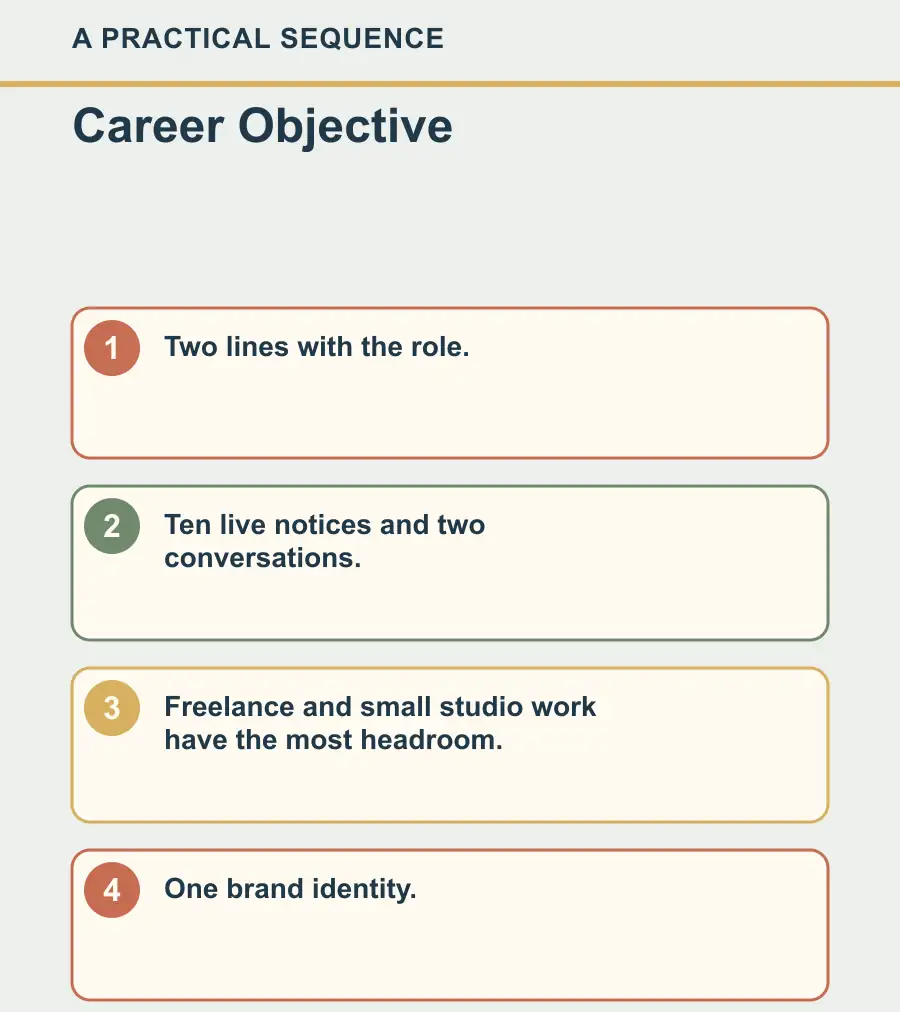 A PRACTICAL SEQUENCE
Career Objective
1
Two lines with the role.
2
Ten live notices and two
conversations.
3
Freelance and small studio work
have the most headroom.
4
One brand identity.